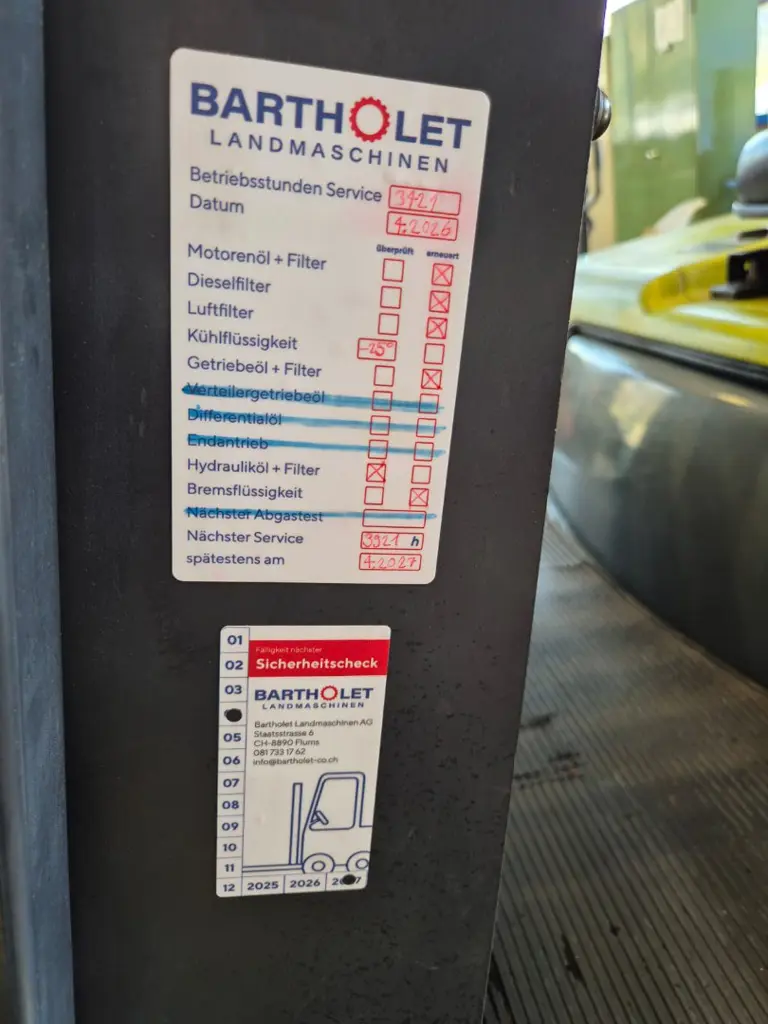 BARTHOLET
LANDMASCHINEN
Betriebsstunden Service 3421
Datum 4.2026
überprüft erneuert
Motorenöl + Filter
Dieselfilter
Luftfilter
Kühlflüssigkeit -25°
Getriebeöl + Filter
Verteilergetriebeöl
Differentialöl
Endantrieb
Hydrauliköl + Filter
Bremsflüssigkeit
Nächster Abgastest
Nächster Service 3921 h
spätestens am 4.2027
01
02
03
05
06
07
08
09
10
11
12
Fälligkeit nächster
Sicherheitscheck
BARTHOLET
LANDMASCHINEN
Bartholet Landmaschinen AG
Staatsstrasse 6
CH-8890 Flums
081 733 17 62
info@bartholet-co.ch
2025 2026